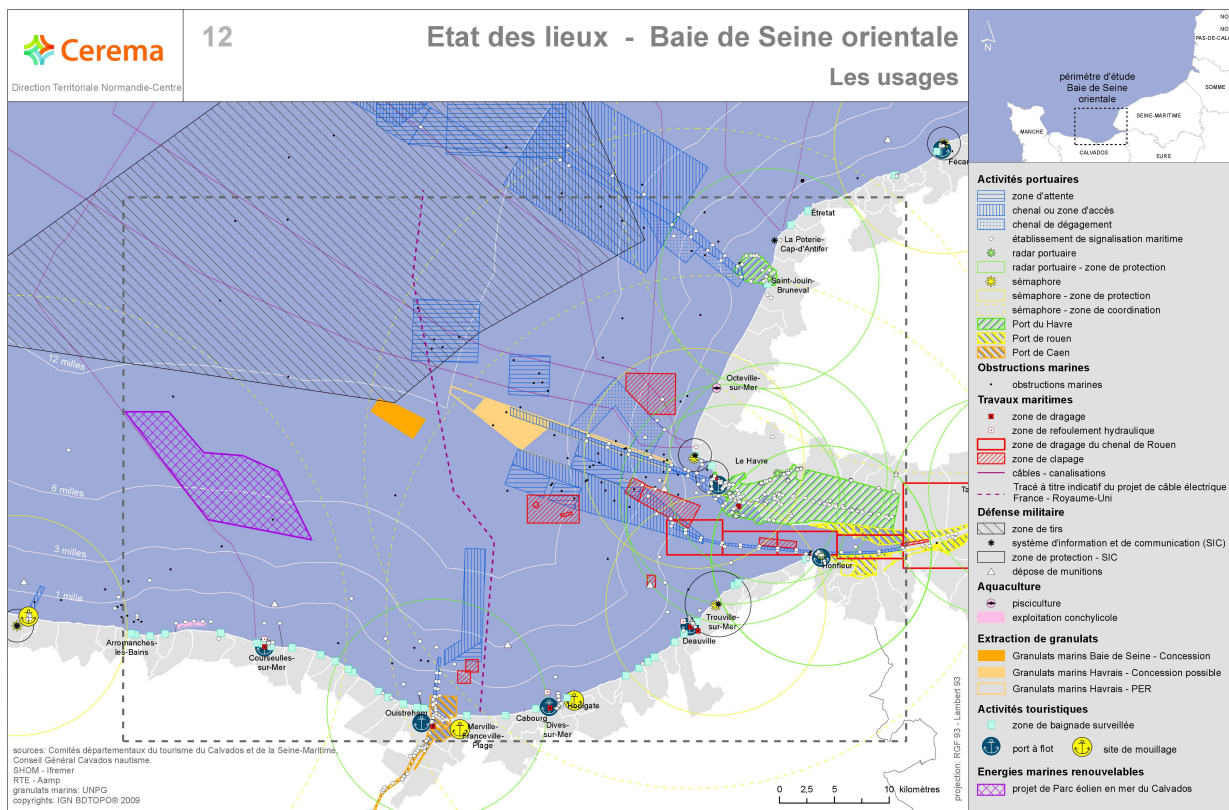 Cerema
Direction Territoriale Normandie-Centre
12
Etat des lieux - Baie de Seine orientale
Les usages
N
périmètre d'étude
Baie de Seine
orientale
NO
NO
PAS-DE-CALA
SOMME
SEINE-MARITIME
MANCHE
CALVADOS
EURE
Fécam
Étretat
La Poterie-
Cap-d'Antifer
Saint-Jouin-
Bruneval
12 milles
Octeville-
sur-Mer
Le Havre
6 milles
Ta
3 milles
Honfleur
1 mille
Trouville-
sur-Mer
Deauville
Arromanches-
les-Bains
Courseulles-
sur-Mer
Ouistreham
Merville-
Franceville-
Plage
Cabourg
Dives-
sur-Mer
Houlgate
Activités portuaires
zone d'attente
chenal ou zone d'accès
chenal de dégagement
établissement de signalisation maritime
radar portuaire
radar portuaire - zone de protection
sémaphore
sémaphore - zone de protection
sémaphore - zone de coordination
Port du Havre
Port de rouen
Port de Caen
Obstructions marines
obstructions marines
Travaux maritimes
zone de dragage
zone de refoulement hydraulique
zone de dragage du chenal de Rouen
zone de clapage
câbles - canalisations
Tracé à titre indicatif du projet de câble électrique
France - Royaume-Uni
Défense militaire
zone de tirs
système d'information et de communication (SIC)
zone de protection - SIC
dépose de munitions
Aquaculture
pisciculture
exploitation conchylicole
Extraction de granulats
Granulats marins Baie de Seine - Concession
Granulats marins Havrais - Concession possible
Granulats marins Havrais - PER
Activités touristiques
zone de baignade surveillée
port à flot
site de mouillage
Energies marines renouvelables
projet de Parc éolien en mer du Calvados
sources: Comités départementaux du tourisme du Calvados et de la Seine-Maritime,
Conseil Général Cavados nautisme.
SHOM - Ifremer
RTE - Aamp
granulats marins: UNPG
copyrights: IGN BDTOPO® 2009
0 2,5 5 10 kilomètres
projection: RGF 93 - Lambert 93